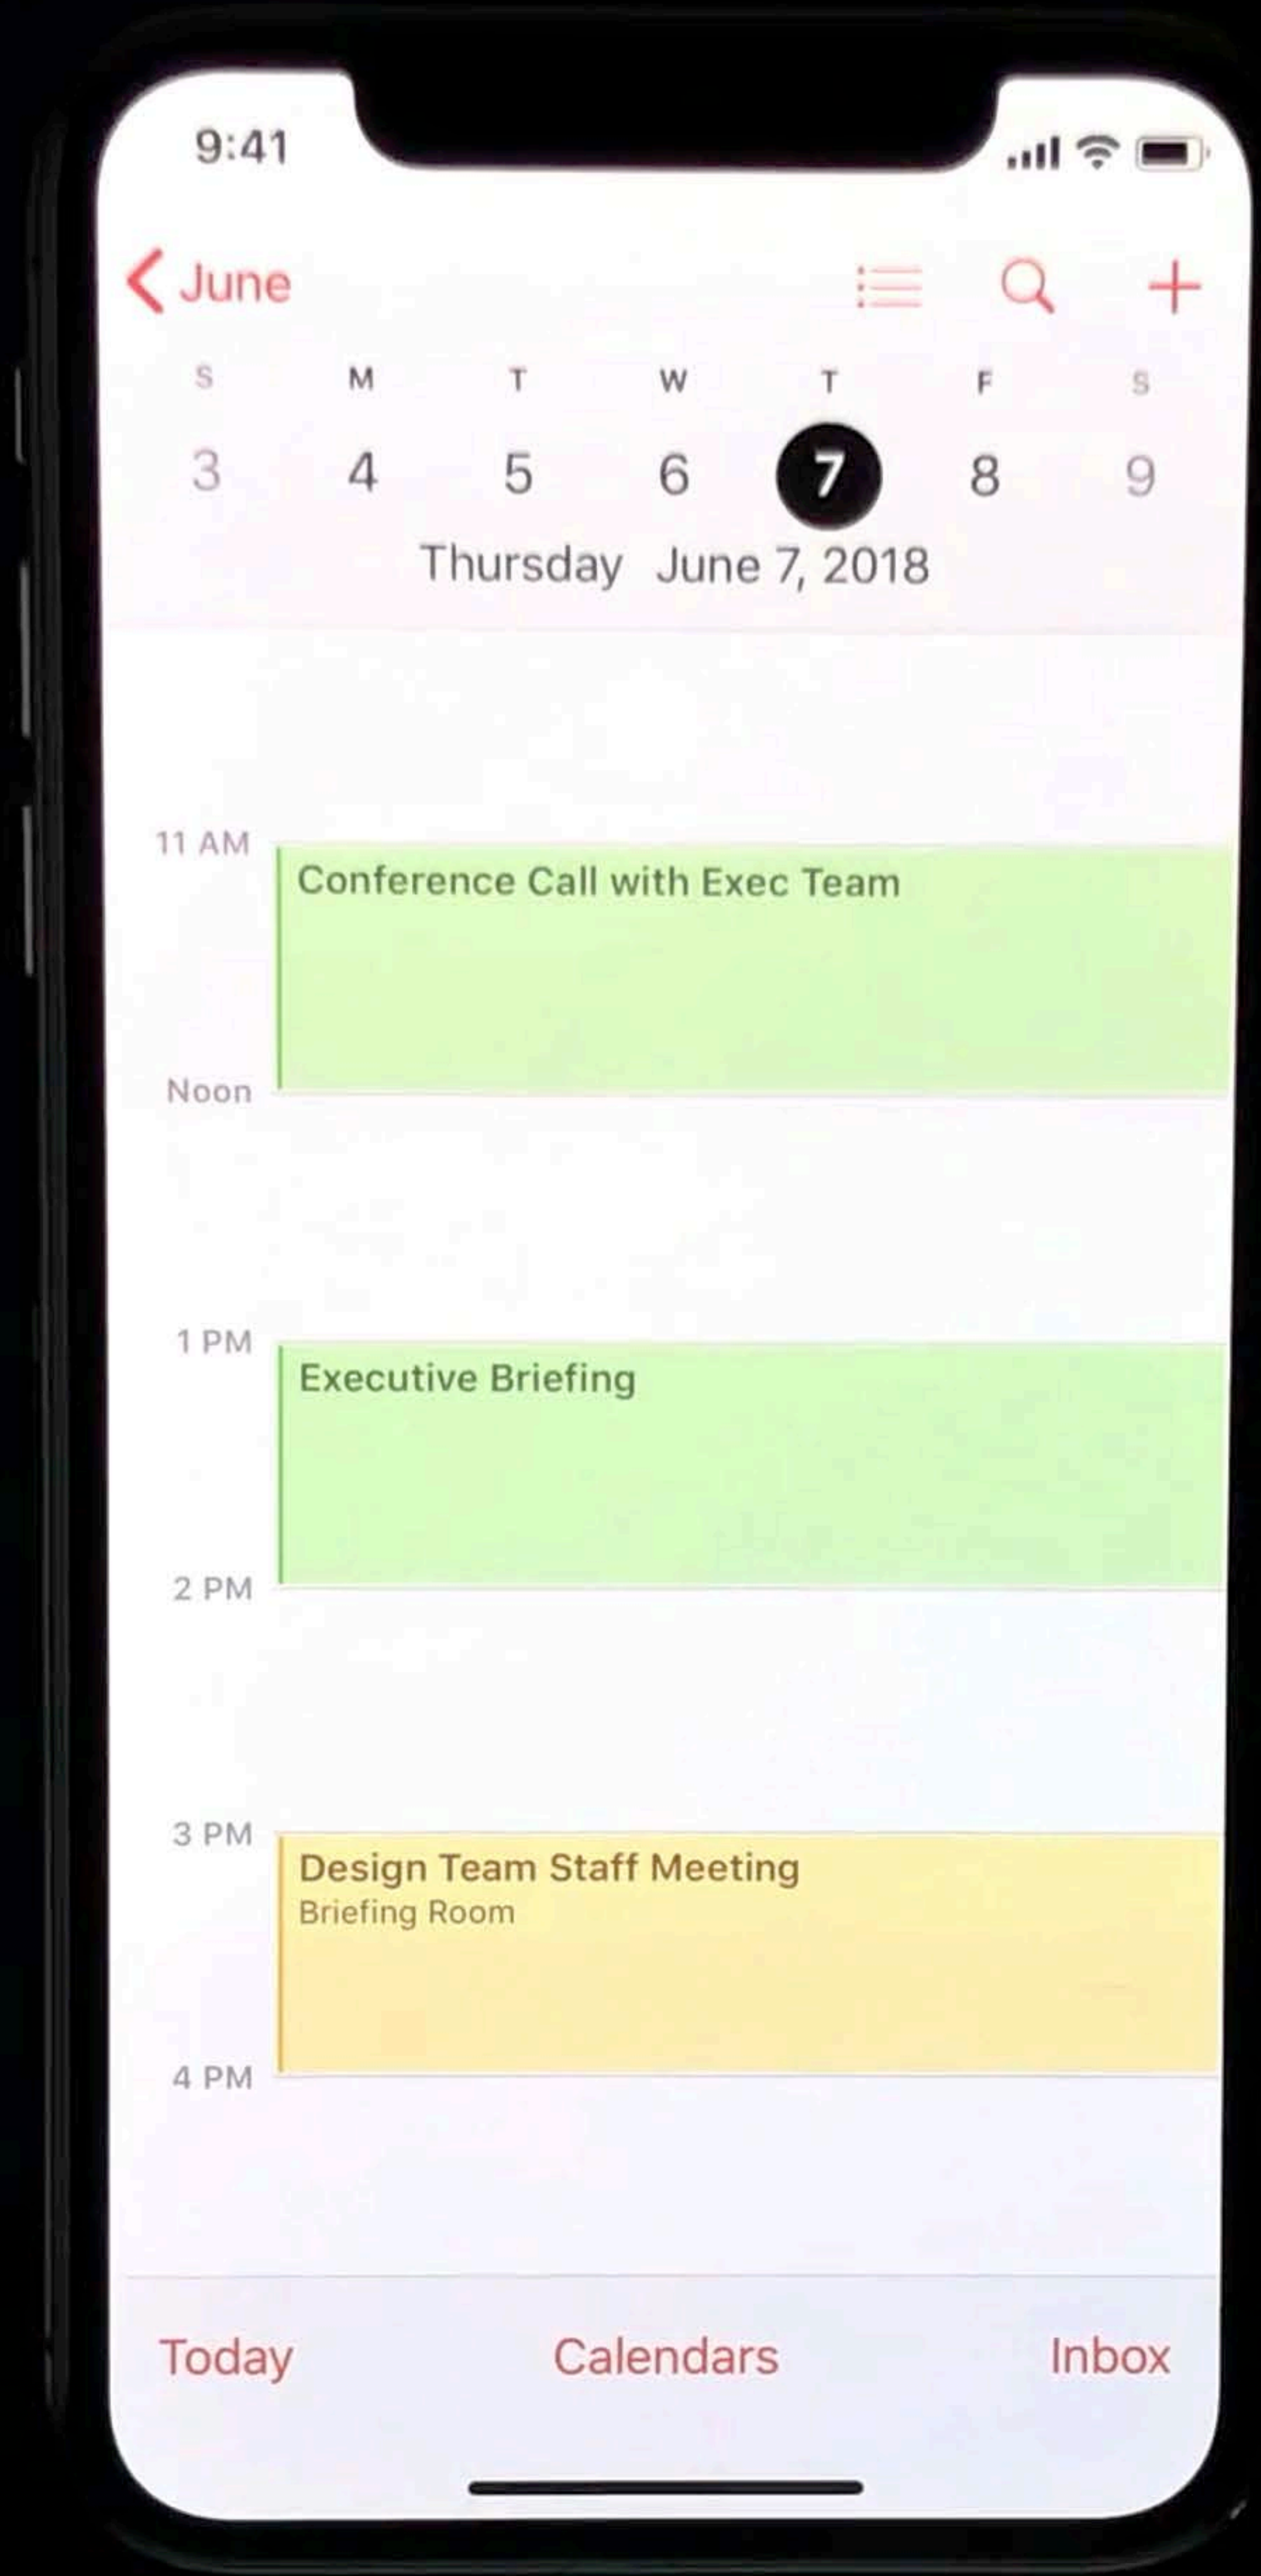 9:41
June
S M T W T F S
3 4 5 6 7 8 9
Thursday June 7, 2018
11 AM
Conference Call with Exec Team
Noon
1 PM
Executive Briefing
2 PM
3 PM
Design Team Staff Meeting
Briefing Room
4 PM
Today Calendars Inbox